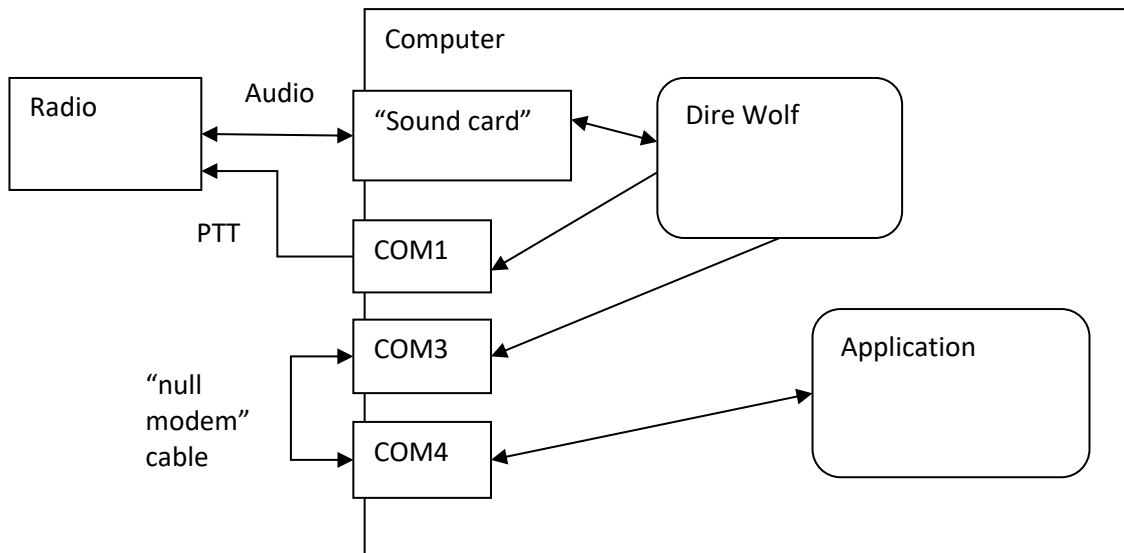 Computer
Radio
Audio
“Sound card”
Dire Wolf
PTT
COM1
COM3
Application
“null
modem”
cable
COM4